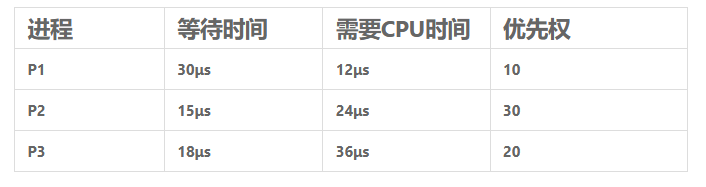 进程 等待时间 需要CPU时间 优先权
P1 30μs 12μs 10
P2 15μs 24μs 30
P3 18μs 36μs 20